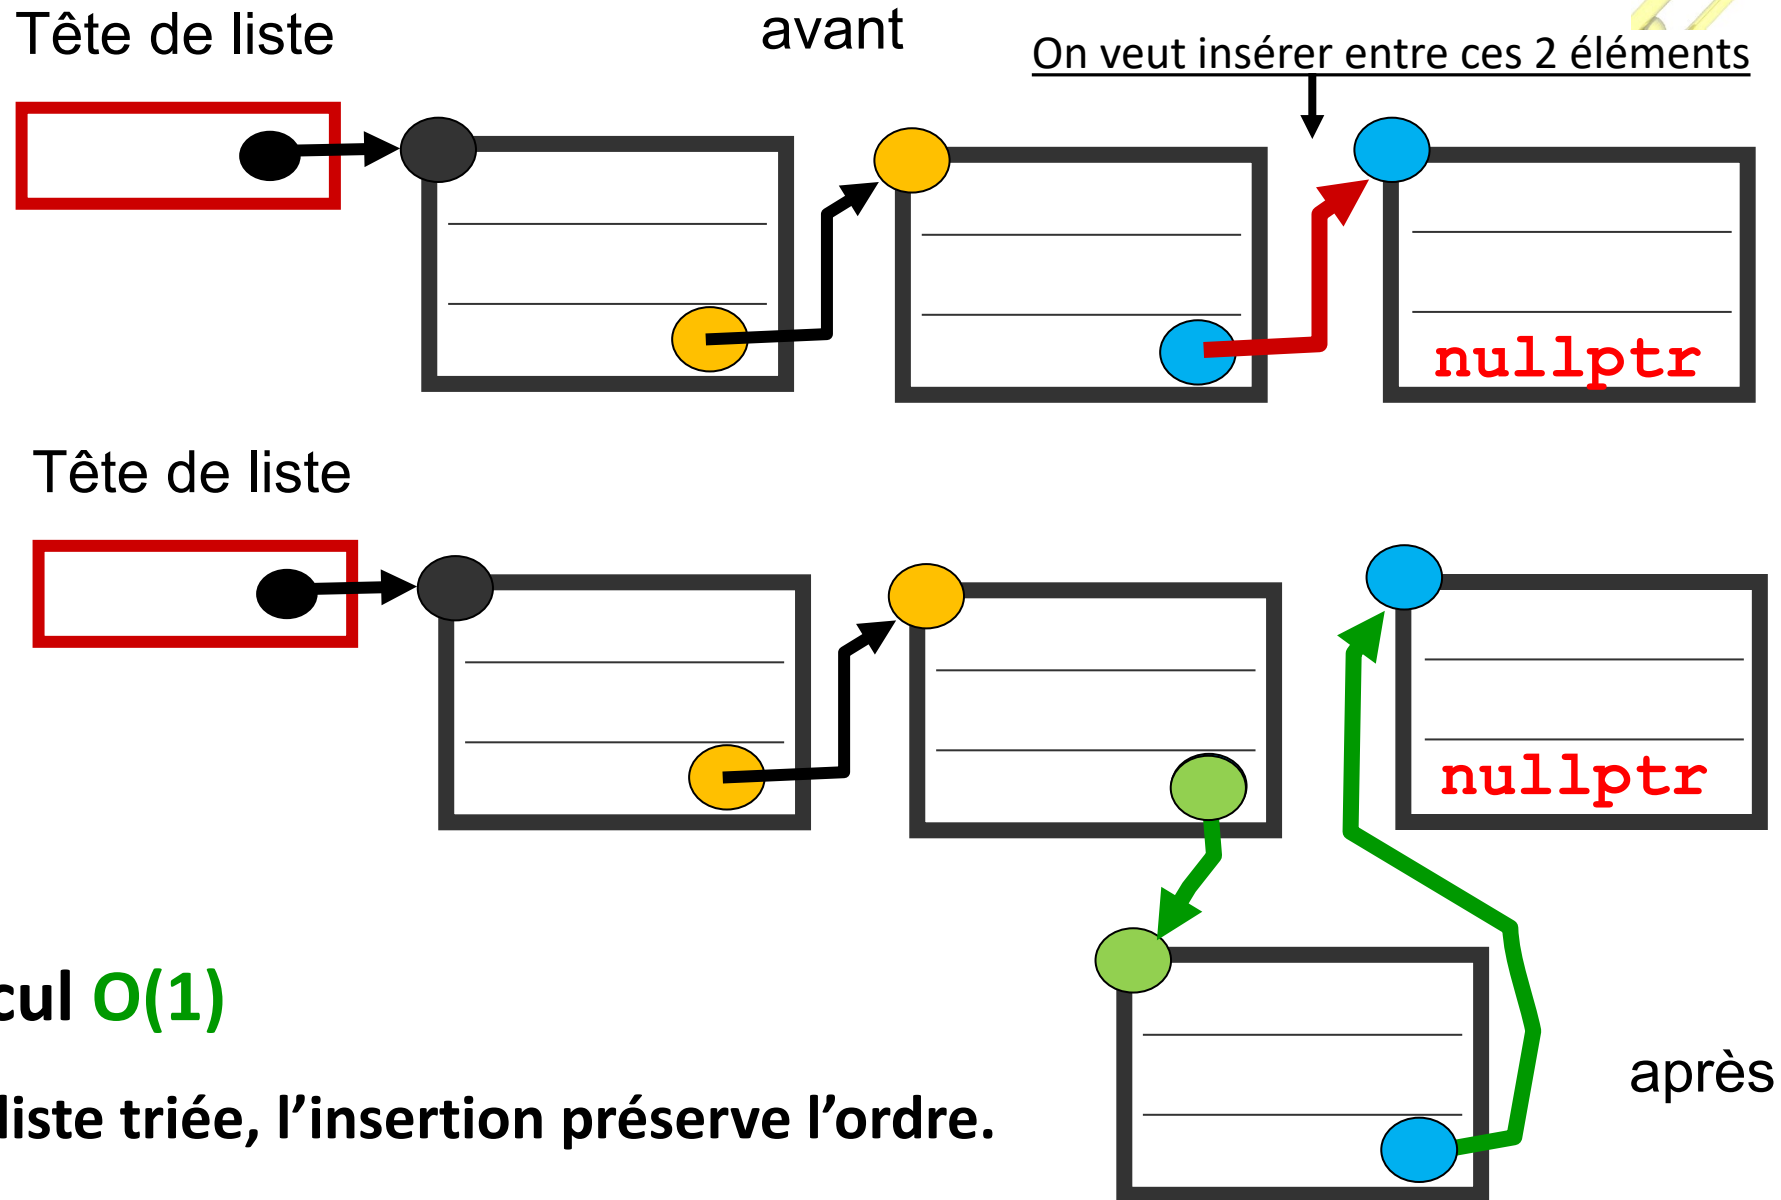 Tête de liste
avant
On veut insérer entre ces 2 éléments
nullptr
Tête de liste
nullptr
cul O(1)
liste triée, l’insertion préserve l’ordre.
après